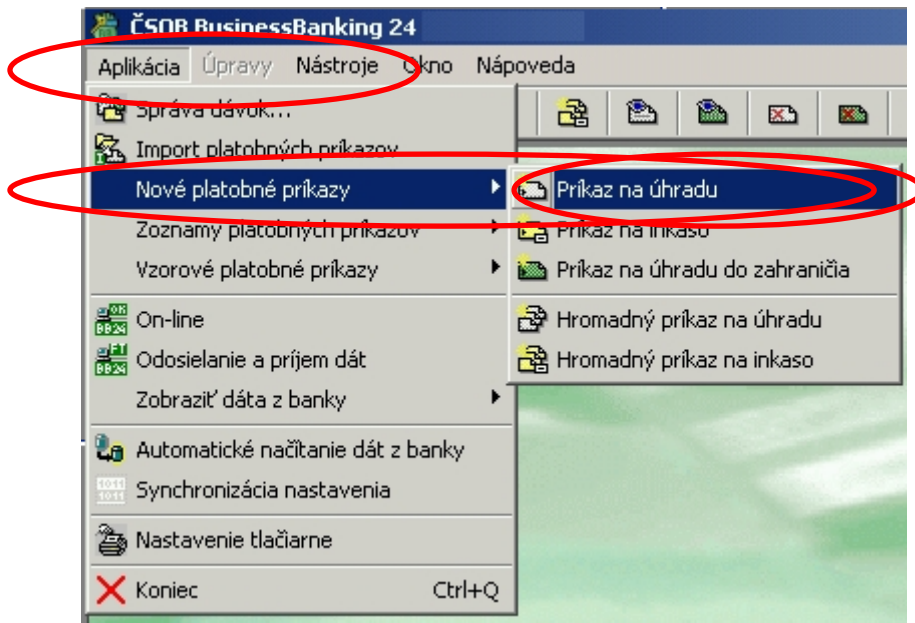 ČSOB BusinessBanking 24
Aplikácia Úpravy Nástroje Okno Nápoveda
Správa dávok...
Import platobných príkazov
Nové platobné príkazy
Zoznamy platobných príkazov
Vzorové platobné príkazy
On-line
Odosielanie a príjem dát
Zobraziť dáta z banky
Automatické načítanie dát z banky
Synchronizácia nastavenia
Nastavenie tlačiarne
Koniec Ctrl+Q
Príkaz na úhradu
Príkaz na inkaso
Príkaz na úhradu do zahraničia
Hromadný príkaz na úhradu
Hromadný príkaz na inkaso